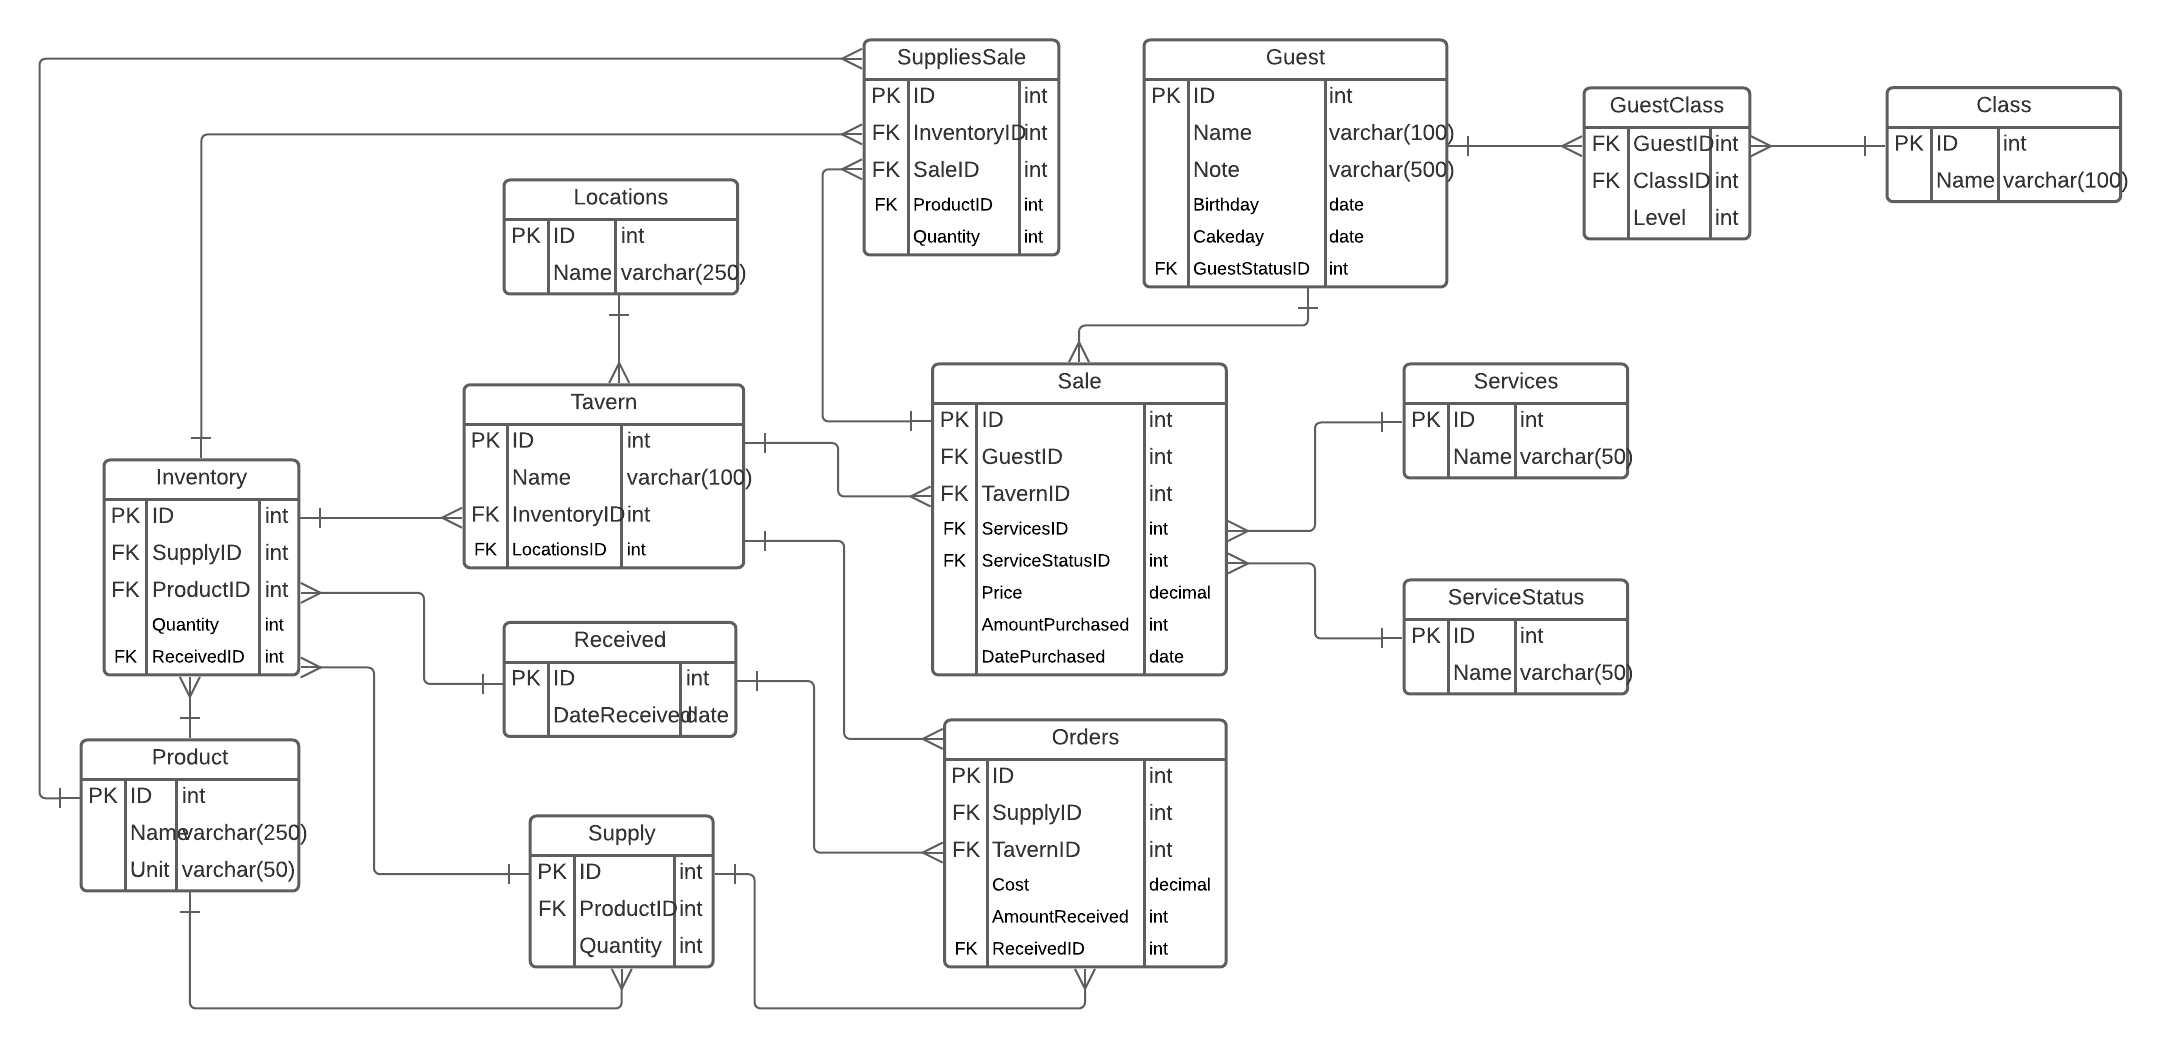 SuppliesSale
PK ID int
FK InventoryID int
FK SaleID int
FK ProductID int
Quantity int
Guest
PK ID int
Name varchar(100)
Note varchar(500)
Birthday date
Cakeday date
FK GuestStatusID int
GuestClass
FK GuestID int
FK ClassID int
Level int
Class
PK ID int
Name varchar(100)
Locations
PK ID int
Name varchar(250)
Tavern
PK ID int
Name varchar(100)
FK InventoryID int
FK LocationsID int
Sale
PK ID int
FK GuestID int
FK TavernID int
FK ServicesID int
FK ServiceStatusID int
Price decimal
AmountPurchased int
DatePurchased date
Services
PK ID int
Name varchar(50)
Inventory
PK ID int
FK SupplyID int
FK ProductID int
Quantity int
FK ReceivedID int
ServiceStatus
PK ID int
Name varchar(50)
Received
PK ID int
DateReceived date
Product
PK ID int
Name varchar(250)
Unit varchar(50)
Supply
PK ID int
FK ProductID int
Quantity int
Orders
PK ID int
FK SupplyID int
FK TavernID int
Cost decimal
AmountReceived int
FK ReceivedID int